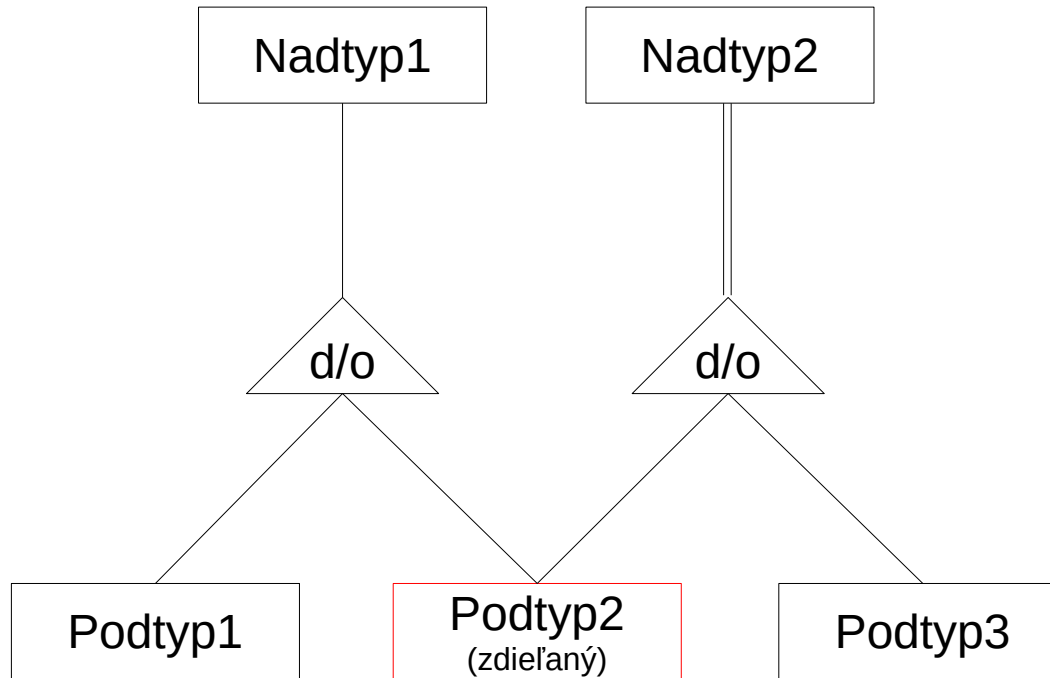 Nadtyp1
Nadtyp2
d/o
d/o
Podtyp1
Podtyp2
(zdieľaný)
Podtyp3